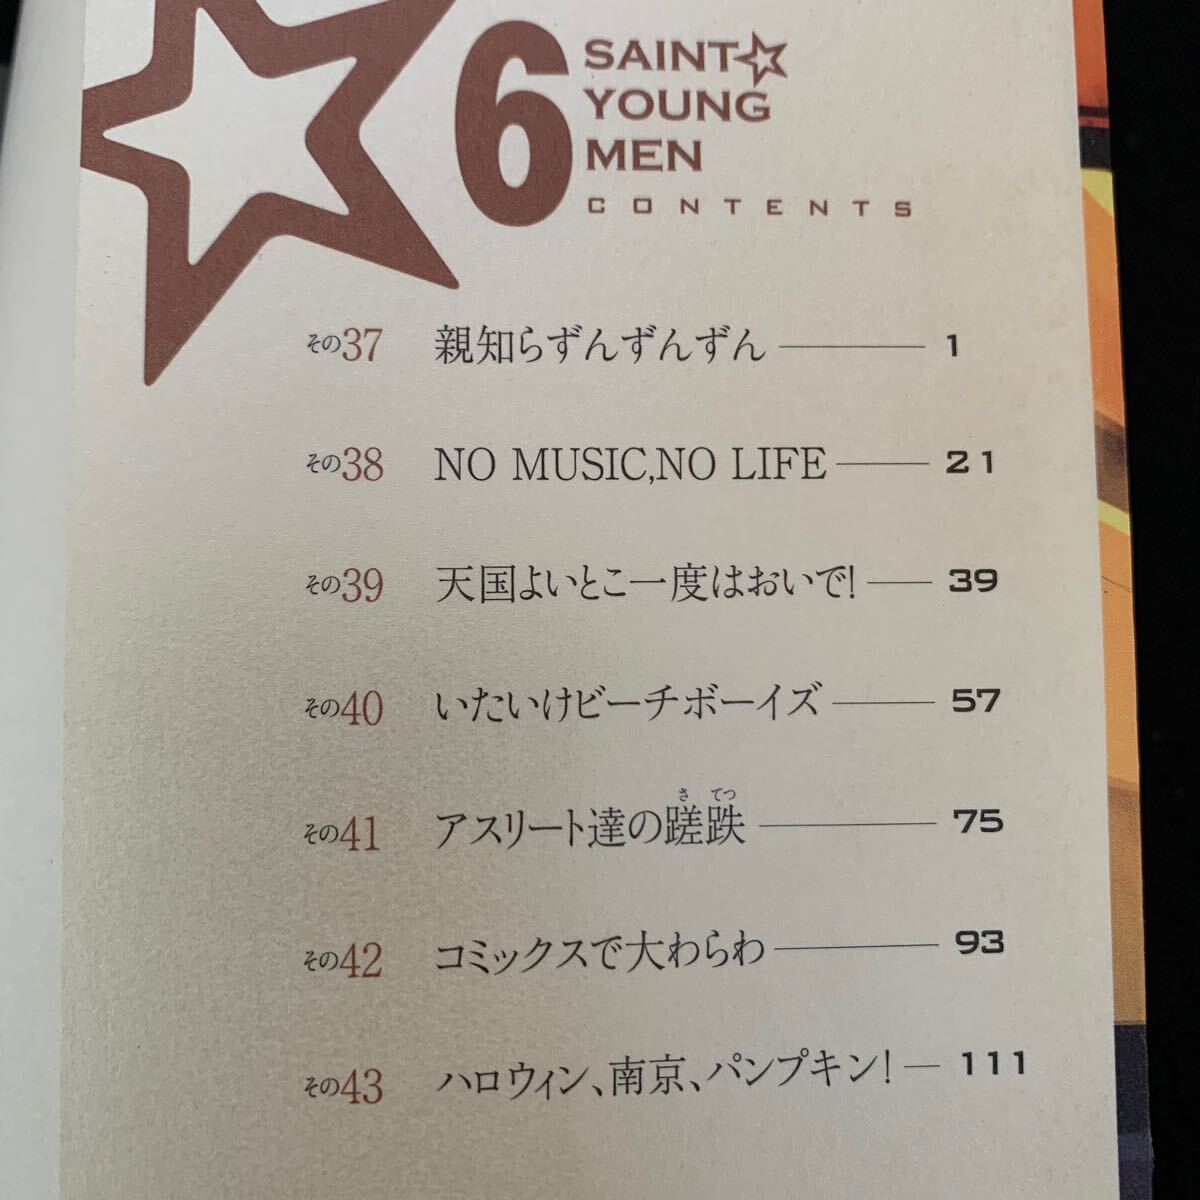 6
SAINT☆
YOUNG
MEN
CONTENTS
その37 親知らずんずんずん 1
その38 NO MUSIC,NO LIFE 21
その39 天国よいとこ一度はおいで! 39
その40 いたいけビーチボーイズ 57
さ てつ
その41 アスリート達の蹉跌 75
その42 コミックスで大わらわ 93
その43 ハロウィン、南京、パンプキン! 111